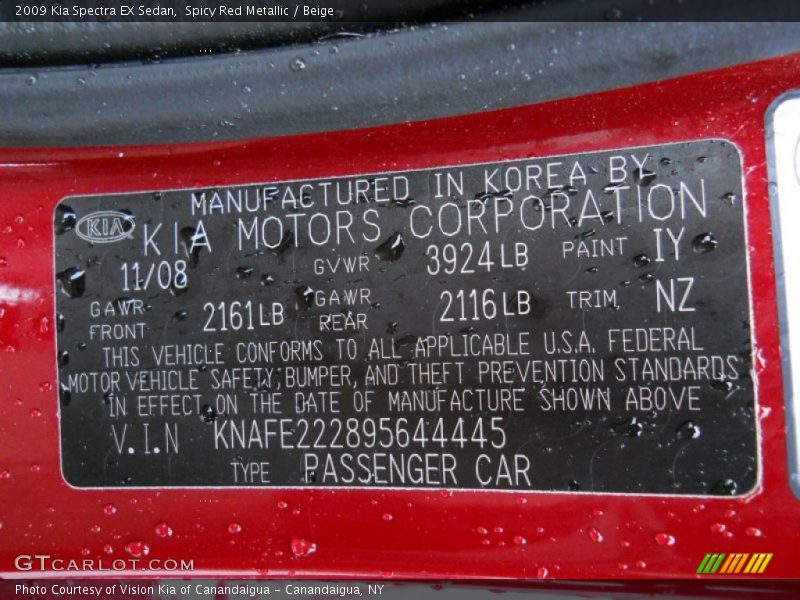 2009 Kia Spectra EX Sedan, Spicy Red Metallic / Beige
MANUFACTURED IN KOREA BY
KIA KIA MOTORS CORPORATION
11/08 GVWR 3924LB PAINT IY
GAWR FRONT 2161LB GAWR REAR 2116LB TRIM NZ
THIS VEHICLE CONFORMS TO ALL APPLICABLE U.S.A. FEDERAL
MOTOR VEHICLE SAFETY, BUMPER, AND THEFT PREVENTION STANDARDS
IN EFFECT ON THE DATE OF MANUFACTURE SHOWN ABOVE
V.I.N KNAFE222895644445
TYPE PASSENGER CAR
GTCARLOT.COM
Photo Courtesy of Vision Kia of Canandaigua - Canandaigua, NY